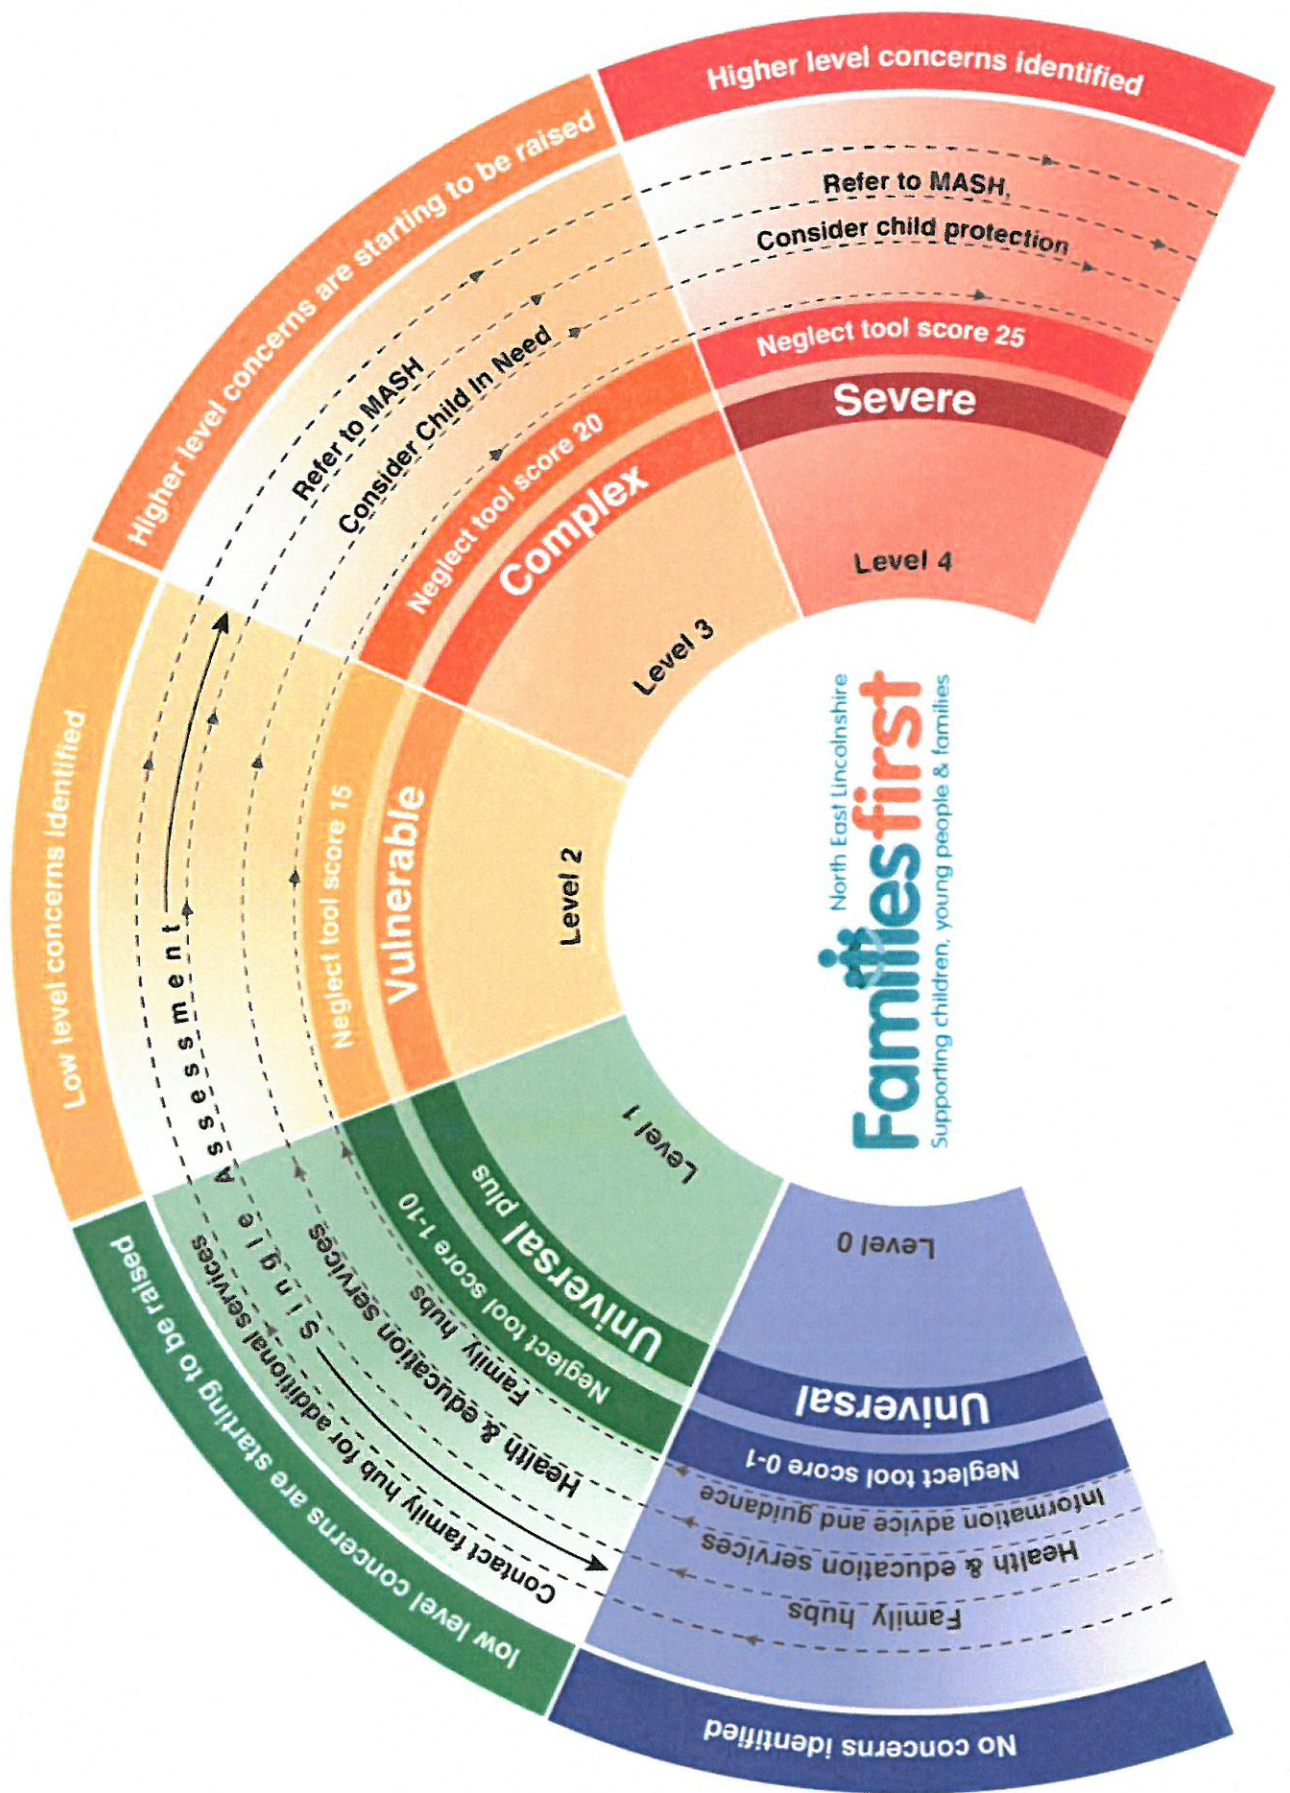 No concerns identified
Family hubs
Health & education services
Information advice and guidance
Neglect tool score 0-1
Universal
Level 0
low level concerns are starting to be raised
Contact family hub for additional services
Single Assessment
Health & education services
Family hubs
Neglect tool score 1-10
Universal plus
Level 1
Low level concerns identified
Neglect tool score 15
Vulnerable
Level 2
Higher level concerns are starting to be raised
Refer to MASH
Consider Child In Need
Neglect tool score 20
Complex
Level 3
Higher level concerns identified
Refer to MASH,
Consider child protection
Neglect tool score 25
Severe
Level 4
North East Lincolnshire
Familiesfirst
Supporting children, young people & families